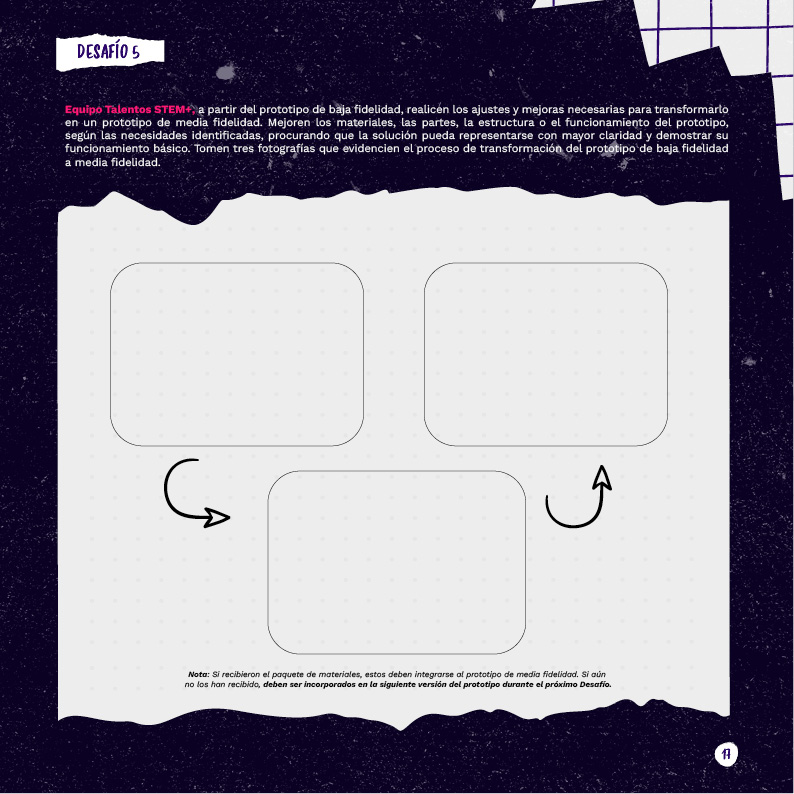 DESAFÍO 5
Equipo Talentos STEM+, a partir del prototipo de baja fidelidad, realicen los ajustes y mejoras necesarias para transformarlo
en un prototipo de media fidelidad. Mejoren los materiales, las partes, la estructura o el funcionamiento del prototipo,
según las necesidades identificadas, procurando que la solución pueda representarse con mayor claridad y demostrar su
funcionamiento básico. Tomen tres fotografías que evidencien el proceso de transformación del prototipo de baja fidelidad
a media fidelidad.
Nota: Si recibieron el paquete de materiales, estos deben integrarse al prototipo de media fidelidad. Si aún
no los han recibido, deben ser incorporados en la siguiente versión del prototipo durante el próximo Desafío.
17